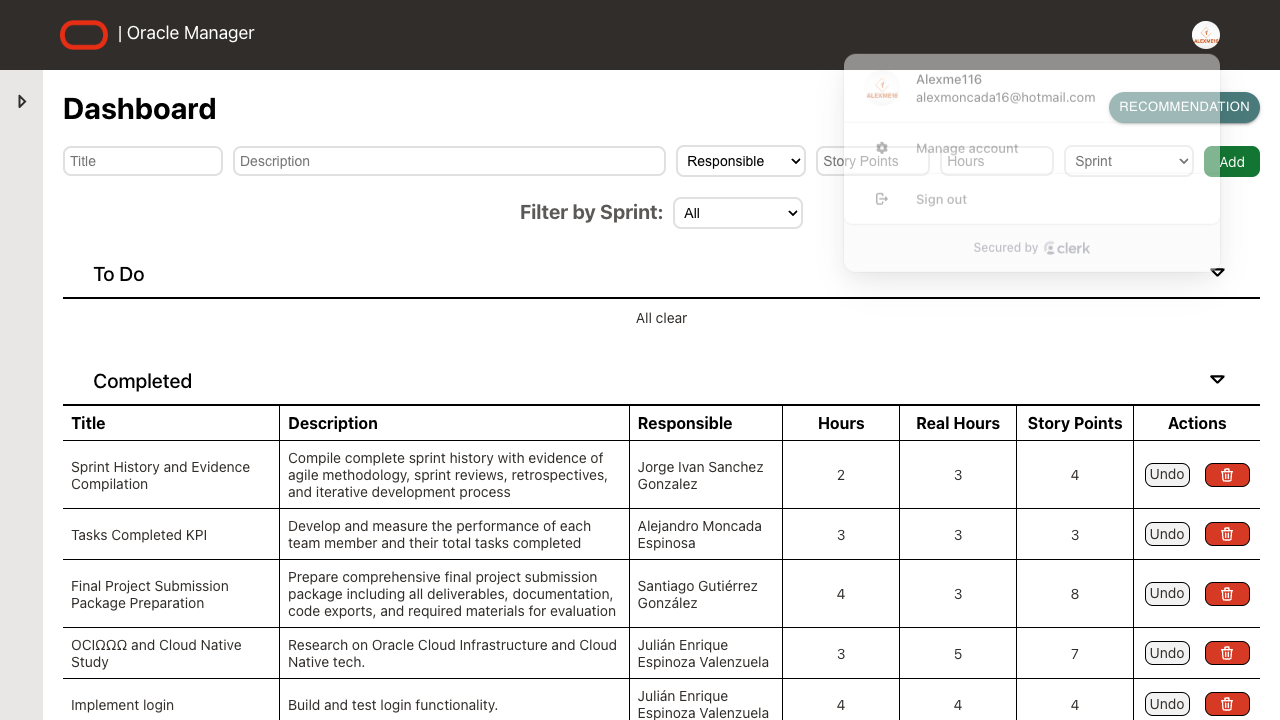 | Oracle Manager
ALEXME16
Alexme116
alexmoncada16@hotmail.com
ALEXME16
Dashboard
RECOMMENDATION
Manage account
Title
Description
Responsible
Story Points
Hours
Sprint
Add
Sign out
Filter by Sprint:
All
Secured by clerk
To Do
All clear
Completed
Title
Description
Responsible
Hours
Real Hours
Story Points
Actions
Sprint History and Evidence
Compilation
Compile complete sprint history with evidence of
agile methodology, sprint reviews, retrospectives,
and iterative development process
Jorge Ivan Sanchez
Gonzalez
2
3
4
Undo
Tasks Completed KPI
Develop and measure the performance of each
team member and their total tasks completed
Alejandro Moncada
Espinosa
3
3
3
Undo
Final Project Submission
Package Preparation
Prepare comprehensive final project submission
package including all deliverables, documentation,
code exports, and required materials for evaluation
Santiago Gutiérrez
González
4
3
8
Undo
OCIΩΩΩ and Cloud Native
Study
Research on Oracle Cloud Infrastructure and Cloud
Native tech.
Julián Enrique
Espinoza Valenzuela
3
5
7
Undo
Implement login
Build and test login functionality.
Julián Enrique
Espinoza Valenzuela
4
4
4
Undo